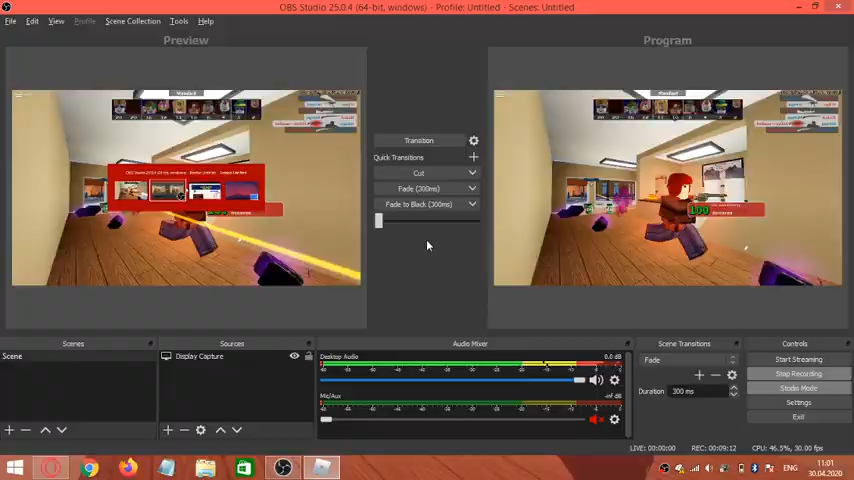 OBS Studio 25.0.4 (64-bit, windows) - Profile: Untitled - Scenes: Untitled
File Edit View Profile Scene Collection Tools Help
Preview
Program
Transition
Quick Transitions
Cut
Fade (300ms)
Fade to Black (300ms)
100
Scenes
Sources
Audio Mixer
Scene Transitions
Controls
Scene
Display Capture
Desktop Audio
0.0 dB
Mic/Aux
-inf dB
Fade
Duration 300 ms
Start Streaming
Stop Recording
Studio Mode
Settings
Exit
LIVE: 00:00:00 REC: 00:09:12 CPU: 46.5%, 30.00 fps
ENG
11:01
30.04.2020